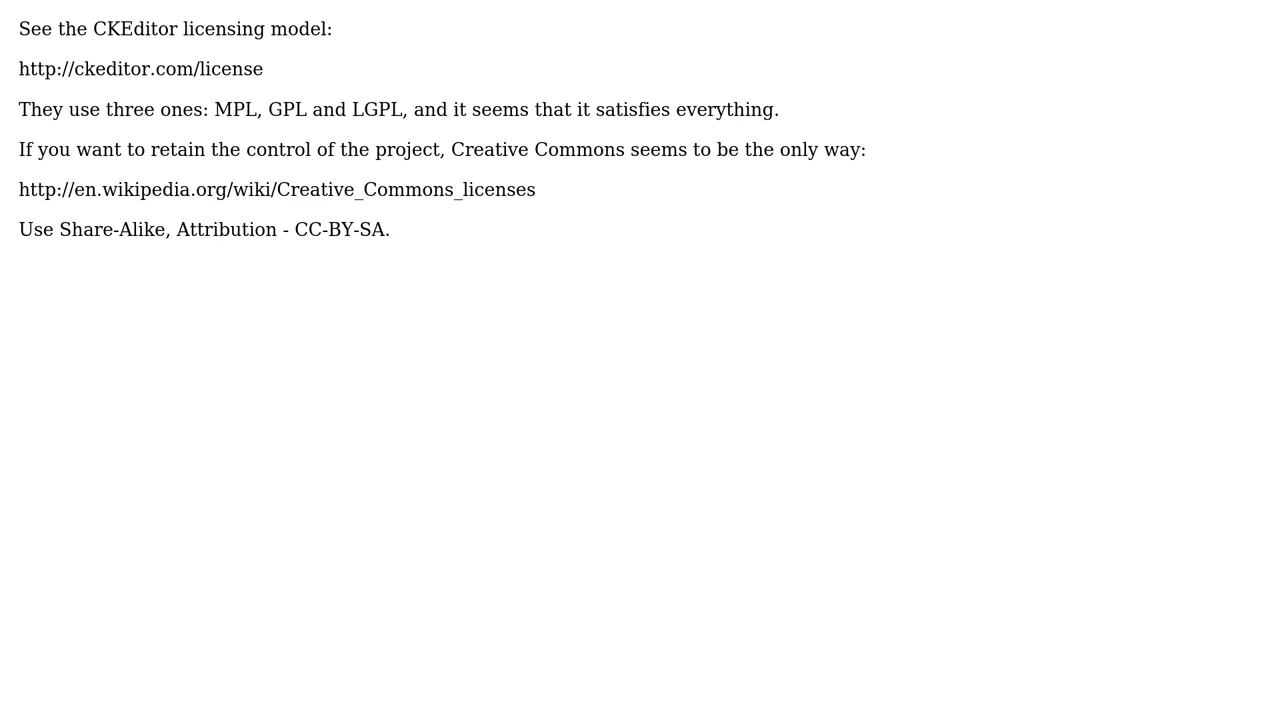 See the CKEditor licensing model:
http://ckeditor.com/license
They use three ones: MPL, GPL and LGPL, and it seems that it satisfies everything.
If you want to retain the control of the project, Creative Commons seems to be the only way:
http://en.wikipedia.org/wiki/Creative_Commons_licenses
Use Share-Alike, Attribution - CC-BY-SA.